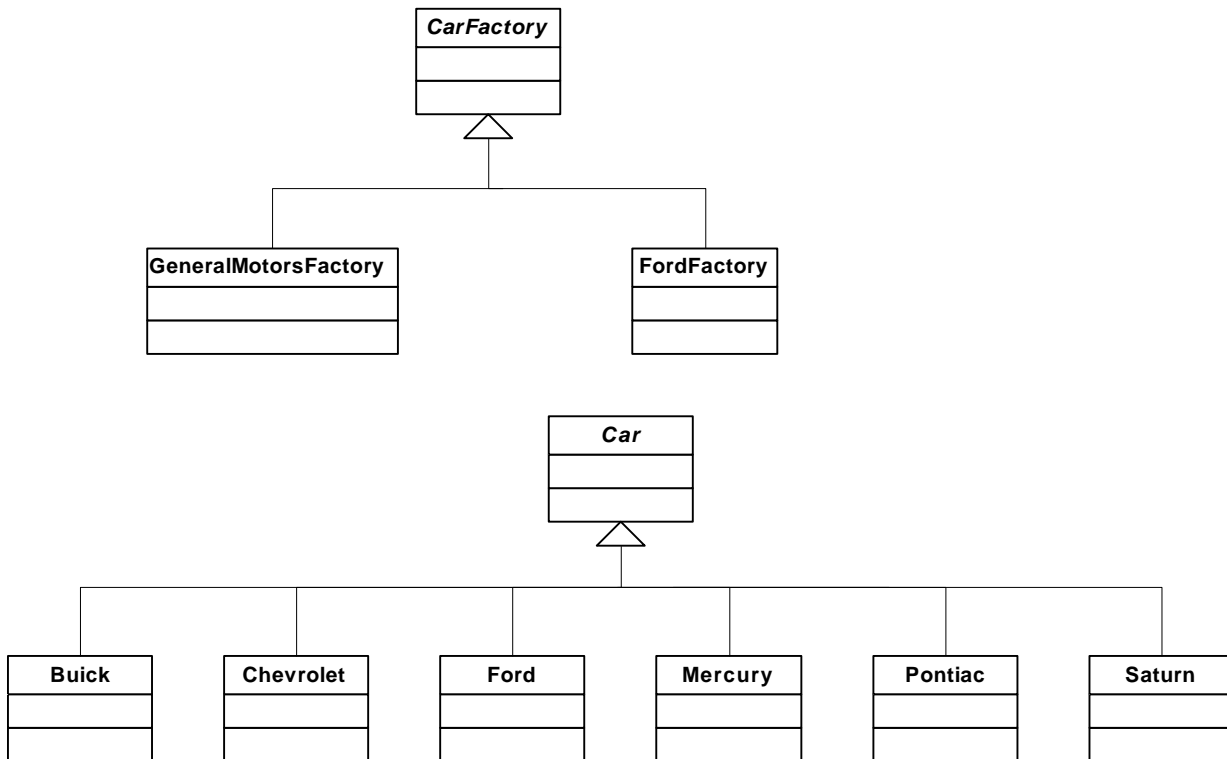 CarFactory
GeneralMotorsFactory
FordFactory
Car
Buick
Chevrolet
Ford
Mercury
Pontiac
Saturn